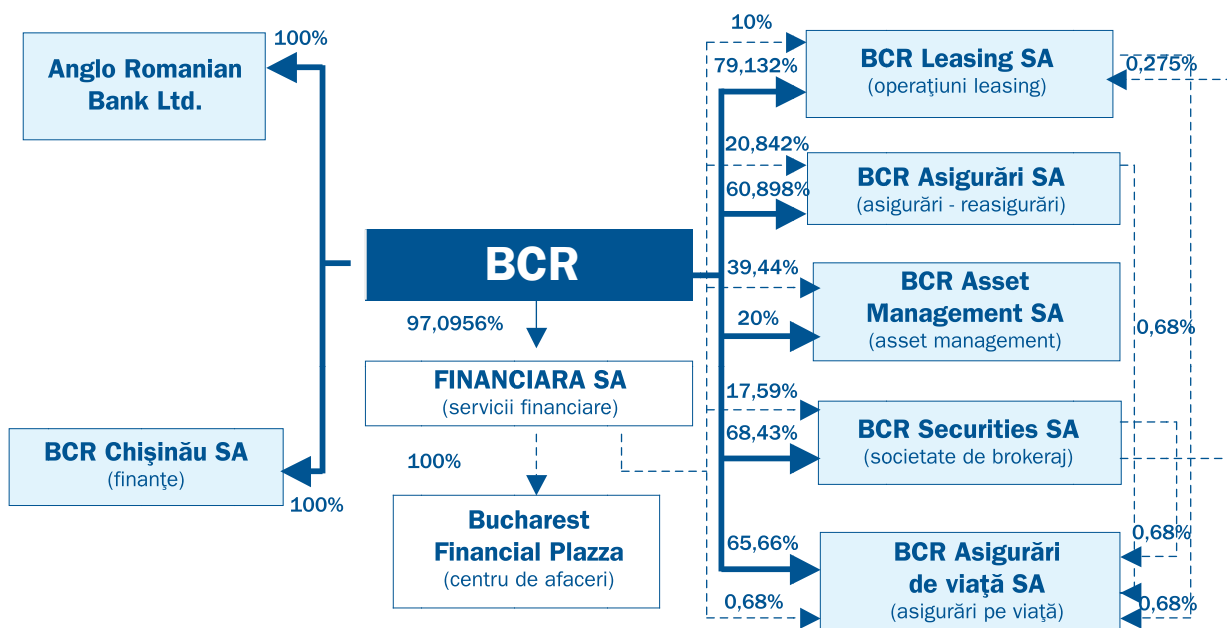 100%
Anglo Romanian
Bank Ltd.
BCR Chişinău SA
(finanţe)
100%
BCR
97,0956%
FINANCIARA SA
(servicii financiare)
100%
Bucharest
Financial Plazza
(centru de afaceri)
10%
79,132%
BCR Leasing SA
(operaţiuni leasing)
0,275%
20,842%
60,898%
BCR Asigurări SA
(asigurări - reasigurări)
39,44%
20%
BCR Asset
Management SA
(asset management)
0,68%
17,59%
68,43%
BCR Securities SA
(societate de brokeraj)
65,66%
0,68%
BCR Asigurări
de viaţă SA
(asigurări pe viaţă)
0,68%
0,68%